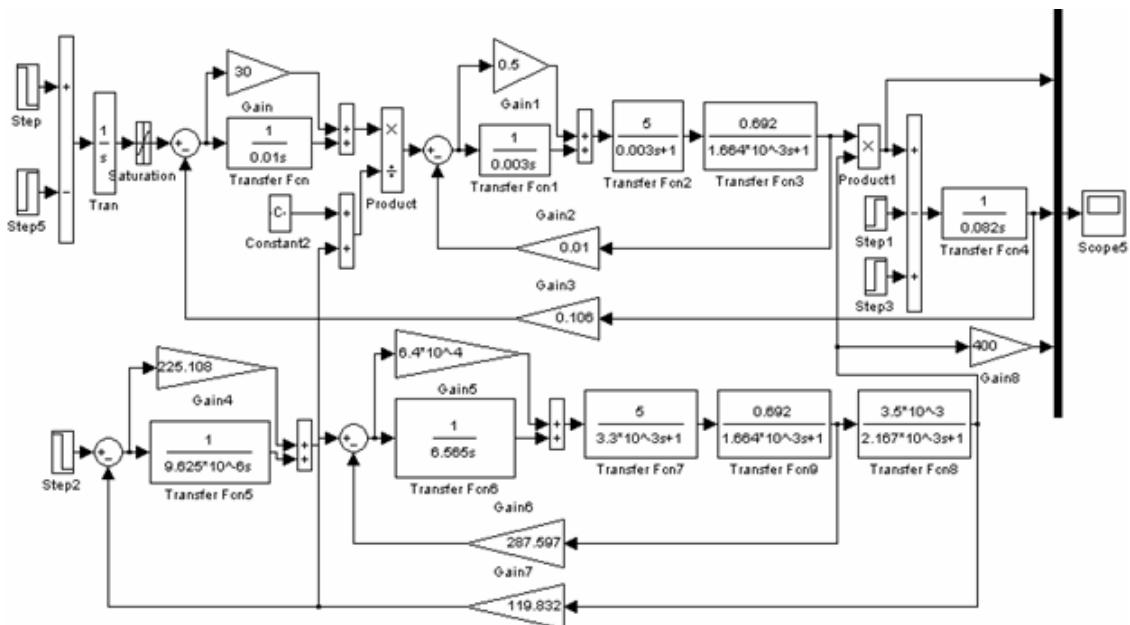 30
Gain
0.5
Gain1
Step
+
-
Step5
1
s
Tran
Saturation
+
-
1
0.01s
Transfer Fcn
+
+
×
÷
Product
-C-
Constant2
+
+
+
-
1
0.003s
Transfer Fcn1
+
+
5
0.003s+1
Transfer Fcn2
0.692
1.664*10^-3s+1
Transfer Fcn3
×
Product1
Step1
Step3
+
-
+
1
0.082s
Transfer Fcn4
Scope5
Gain2
0.01
Gain3
0.106
400
Gain8
225.108
Gain4
6.4*10^-4
Gain5
Step2
+
-
1
9.625*10^-6s
Transfer Fcn5
+
+
+
-
1
6.565s
Transfer Fcn6
+
+
5
3.3*10^-3s+1
Transfer Fcn7
0.692
1.664*10^-3s+1
Transfer Fcn9
3.5*10^-3
2.167*10^-3s+1
Transfer Fcn8
Gain6
287.597
Gain7
119.832